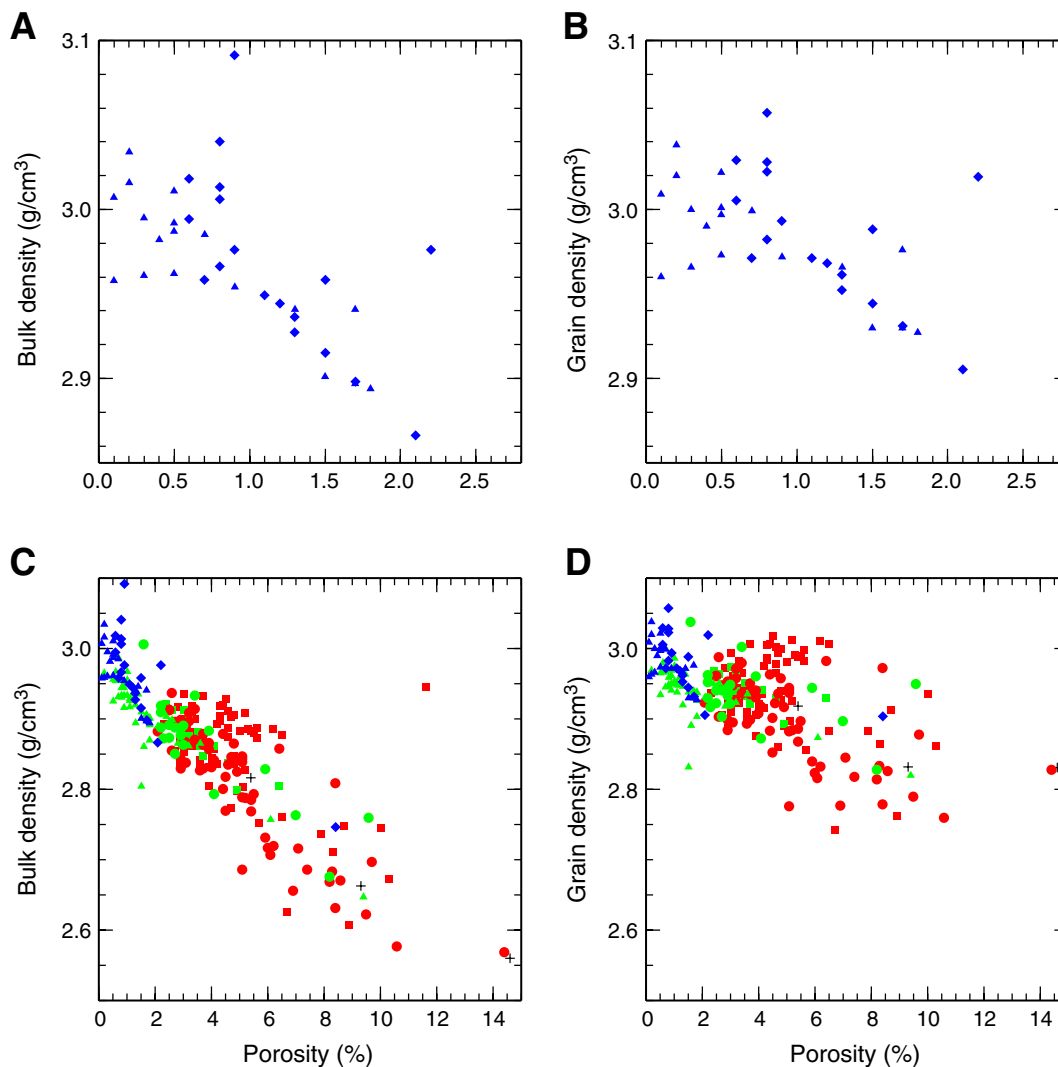 A
B
3.1
3.0
2.9
Bulk density (g/cm³)
0.0 0.5 1.0 1.5 2.0 2.5
3.1
3.0
2.9
Grain density (g/cm³)
0.0 0.5 1.0 1.5 2.0 2.5
C
D
3.0
2.8
2.6
Bulk density (g/cm³)
0 2 4 6 8 10 12 14
Porosity (%)
3.0
2.8
2.6
Grain density (g/cm³)
0 2 4 6 8 10 12 14
Porosity (%)